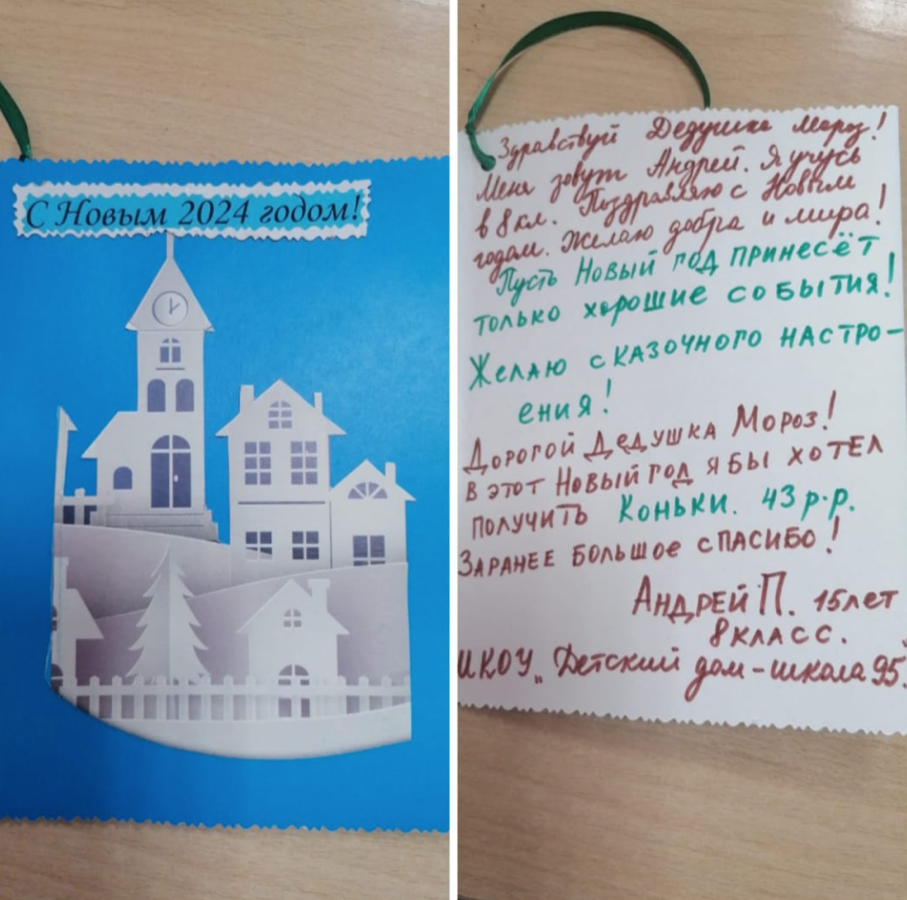 С Новым 2024 годом!
Здравствуй Дедушка Мороз!
Меня зовут Андрей. Я учусь
в 8 кл. Поздравляю с Новым
годом. Желаю добра и мира!
Пусть Новый год принесёт
только хорошие события!
Желаю сказочного настро-
ения!
Дорогой Дедушка Мороз!
В этот Новый год я бы хотел
получить Коньки. 43 р-р.
Заранее большое спасибо!
Андрей П. 15 лет
8 класс.
ИКОУ „Детский дом-школа 95